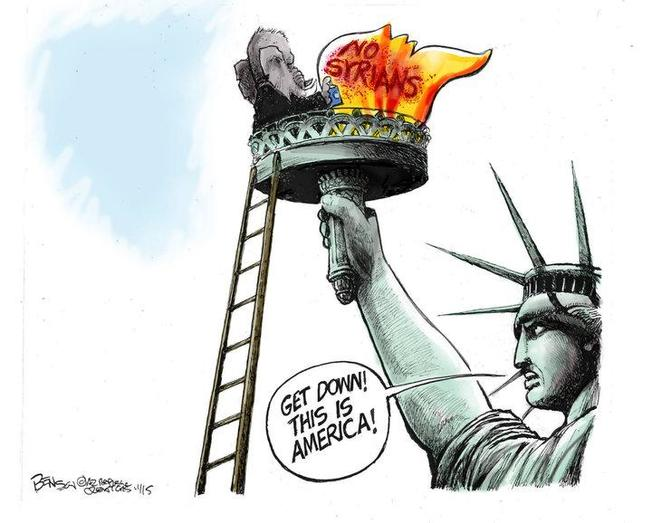 NO
SYRIANS
GET DOWN!
THIS IS
AMERICA!
BENSON